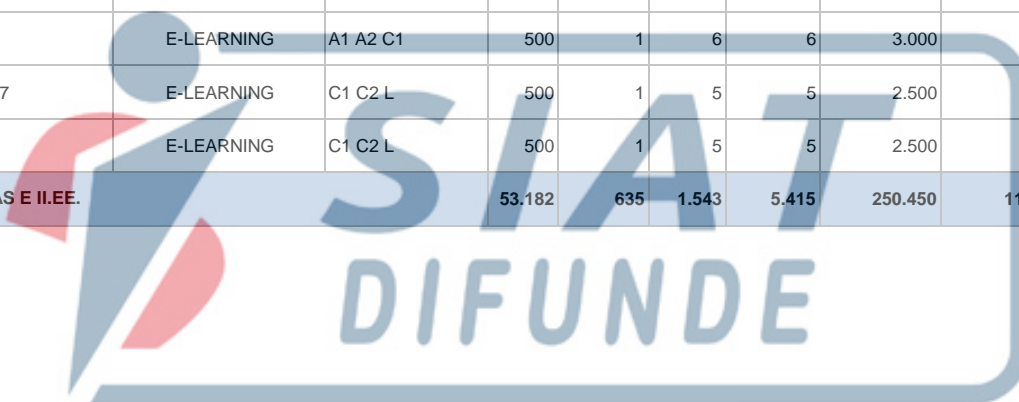 E-LEARNING A1 A2 C1 500 1 6 6 3.000
7 E-LEARNING C1 C2 L 500 1 5 5 2.500
E-LEARNING C1 C2 L 500 1 5 5 2.500
AS E II.EE. 53.182 635 1.543 5.415 250.450 11
SIAT
DIFUNDE